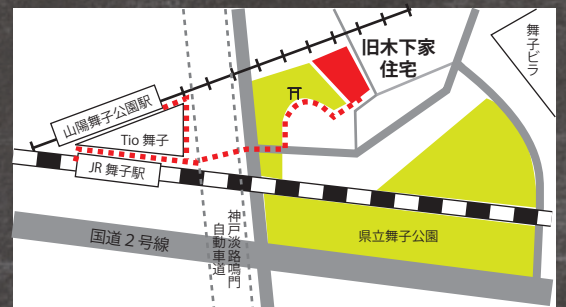 旧木下家
住宅
舞子ビラ
山陽舞子公園駅
Tio 舞子
JR 舞子駅
神戸淡路鳴門
自動車道
県立舞子公園
国道２号線